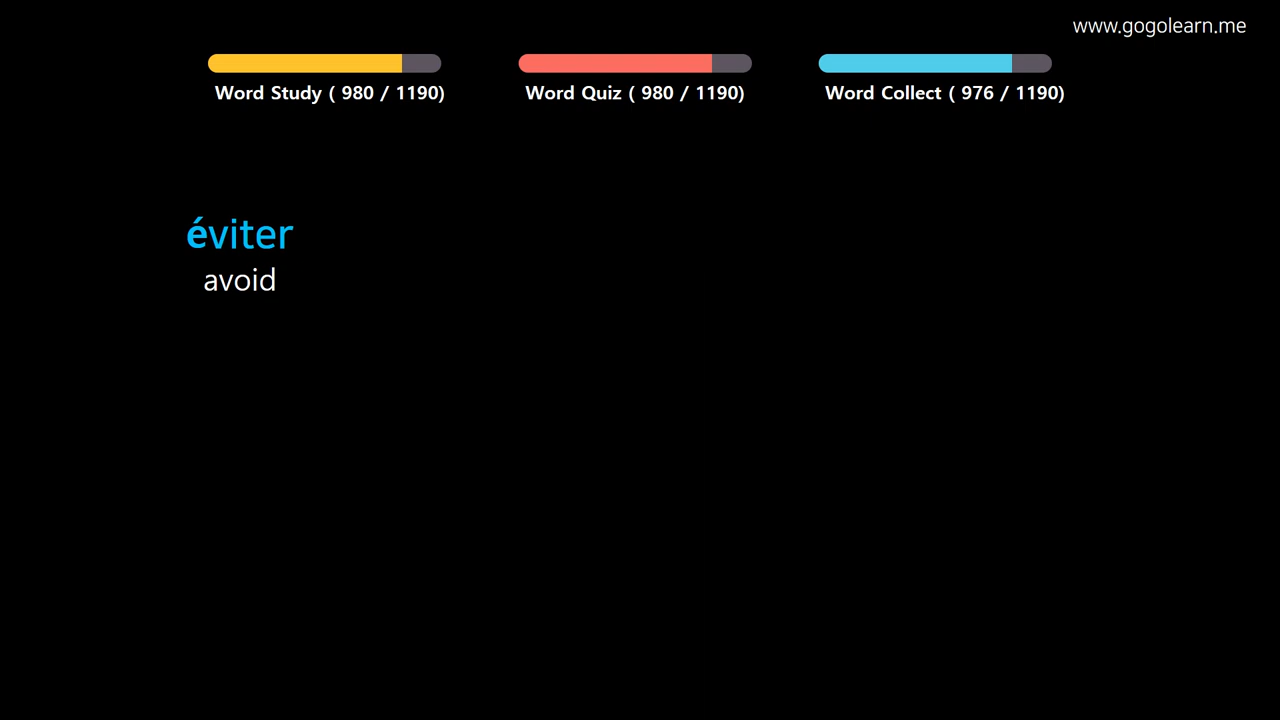 www.gogolearn.me
Word Study ( 980 / 1190)
Word Quiz ( 980 / 1190)
Word Collect ( 976 / 1190)
éviter
avoid